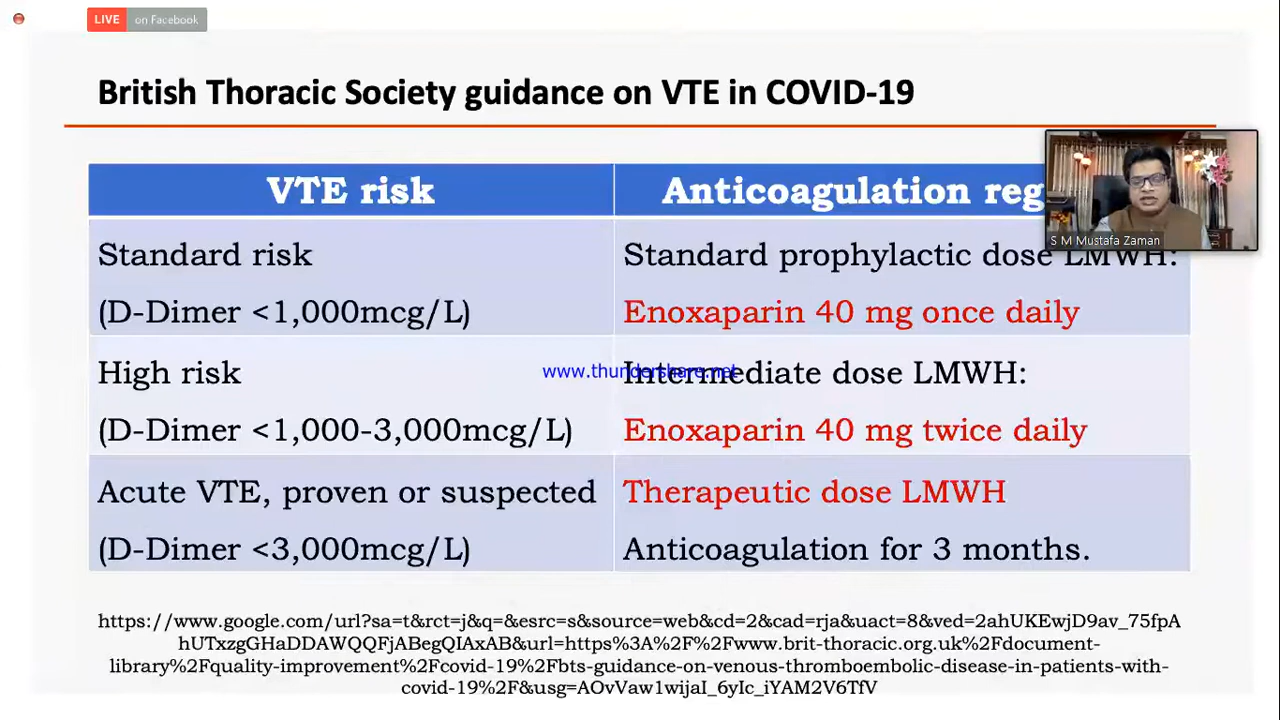 LIVE on Facebook
British Thoracic Society guidance on VTE in COVID-19
VTE risk
Anticoagulation reg
S M Mustafa Zaman
Standard risk
(D-Dimer <1,000mcg/L)
Standard prophylactic dose LMWH:
Enoxaparin 40 mg once daily
High risk
(D-Dimer <1,000-3,000mcg/L)
www.thundershare.net
Intermediate dose LMWH:
Enoxaparin 40 mg twice daily
Acute VTE, proven or suspected
(D-Dimer <3,000mcg/L)
Therapeutic dose LMWH
Anticoagulation for 3 months.
https://www.google.com/url?sa=t&rct=j&q=&esrc=s&source=web&cd=2&cad=rja&uact=8&ved=2ahUKEwjD9av_75fpA
hUTxzgGHaDDAWQQFjABegQIAxAB&url=https%3A%2F%2Fwww.brit-thoracic.org.uk%2Fdocument-
library%2Fquality-improvement%2Fcovid-19%2Fbts-guidance-on-venous-thromboembolic-disease-in-patients-with-
covid-19%2F&usg=AOvVaw1wijaI_6yIc_iYAM2V6TfV